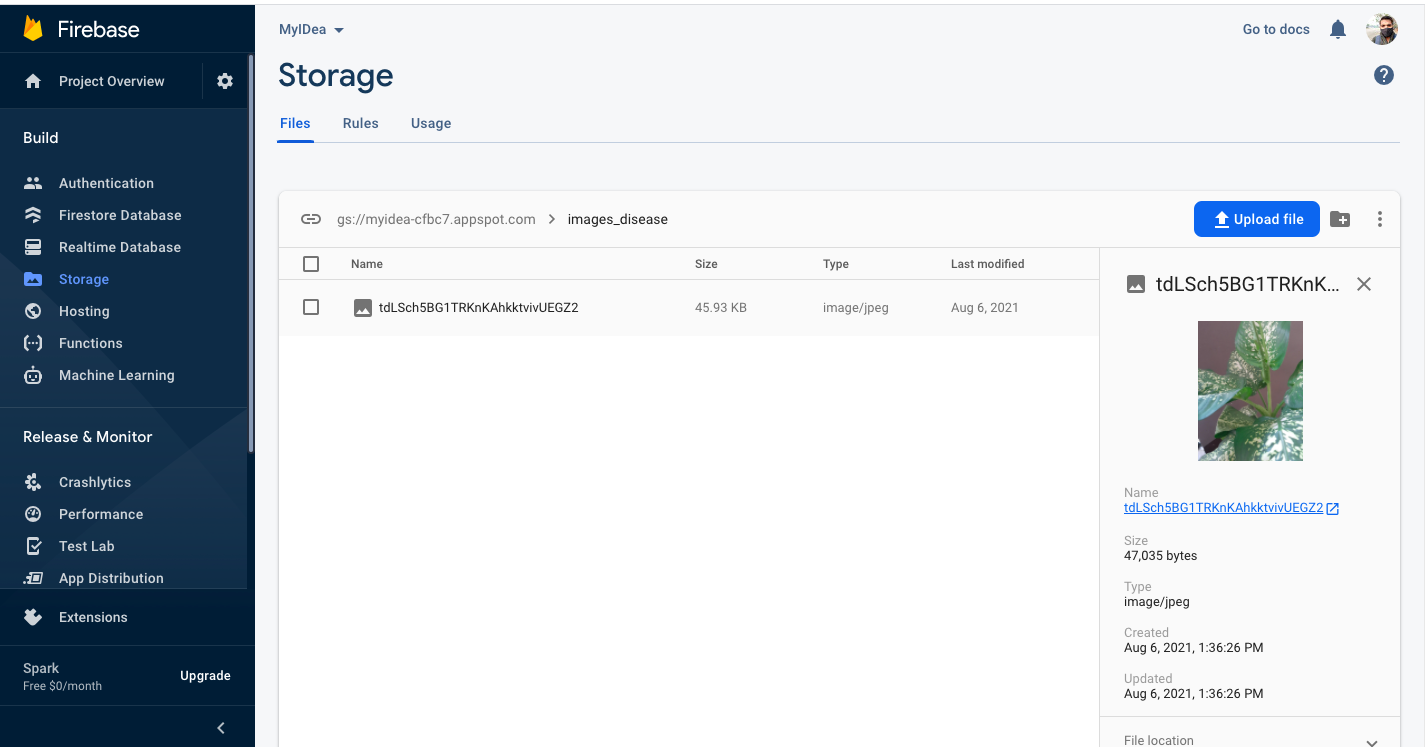 Firebase
Project Overview
Build
Authentication
Firestore Database
Realtime Database
Storage
Hosting
Functions
Machine Learning
Release & Monitor
Crashlytics
Performance
Test Lab
App Distribution
Extensions
Spark
Free $0/month
Upgrade
MyIDea
Go to docs
Storage
Files Rules Usage
gs://myidea-cfbc7.appspot.com > images_disease
Upload file
Name Size Type Last modified
tdLSch5BG1TRKnKAhkktvivUEGZ2 45.93 KB image/jpeg Aug 6, 2021
tdLSch5BG1TRKnK...
Name
tdLSch5BG1TRKnKAhkktvivUEGZ2
Size
47,035 bytes
Type
image/jpeg
Created
Aug 6, 2021, 1:36:26 PM
Updated
Aug 6, 2021, 1:36:26 PM
File location